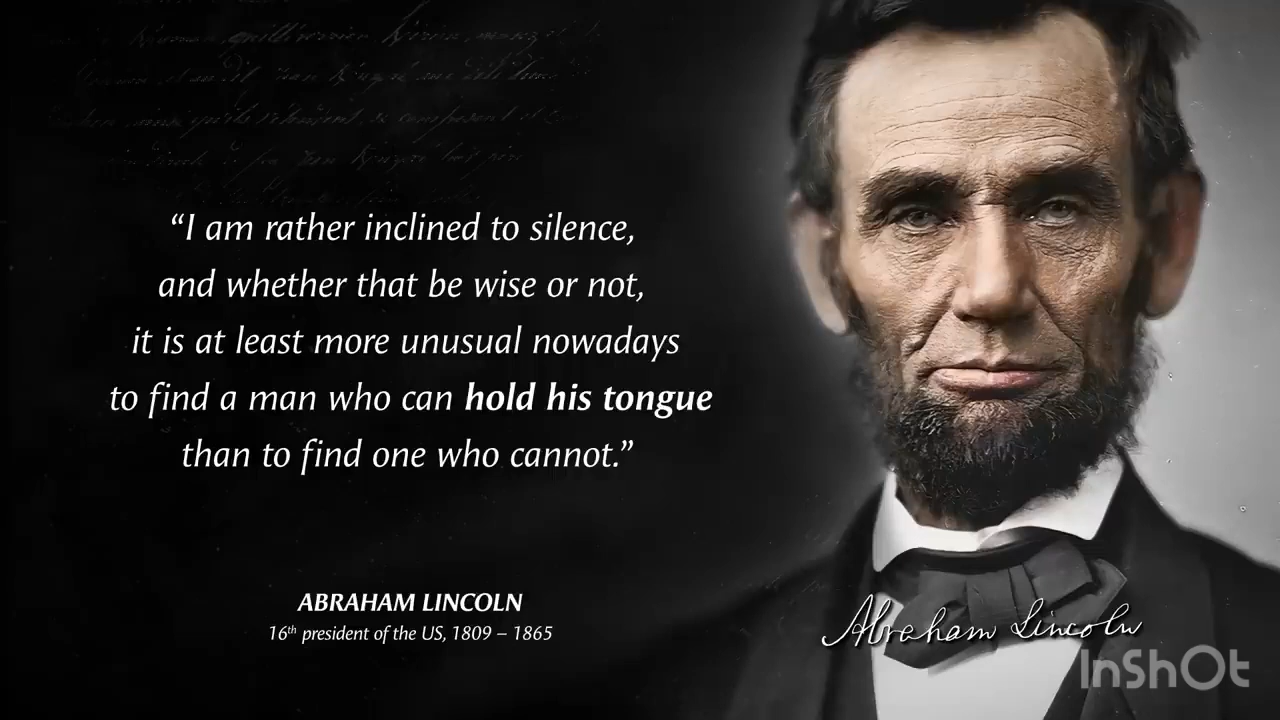 “I am rather inclined to silence,
and whether that be wise or not,
it is at least more unusual nowadays
to find a man who can hold his tongue
than to find one who cannot.”
ABRAHAM LINCOLN
16th president of the US, 1809 – 1865
Abraham Lincoln
InShOt